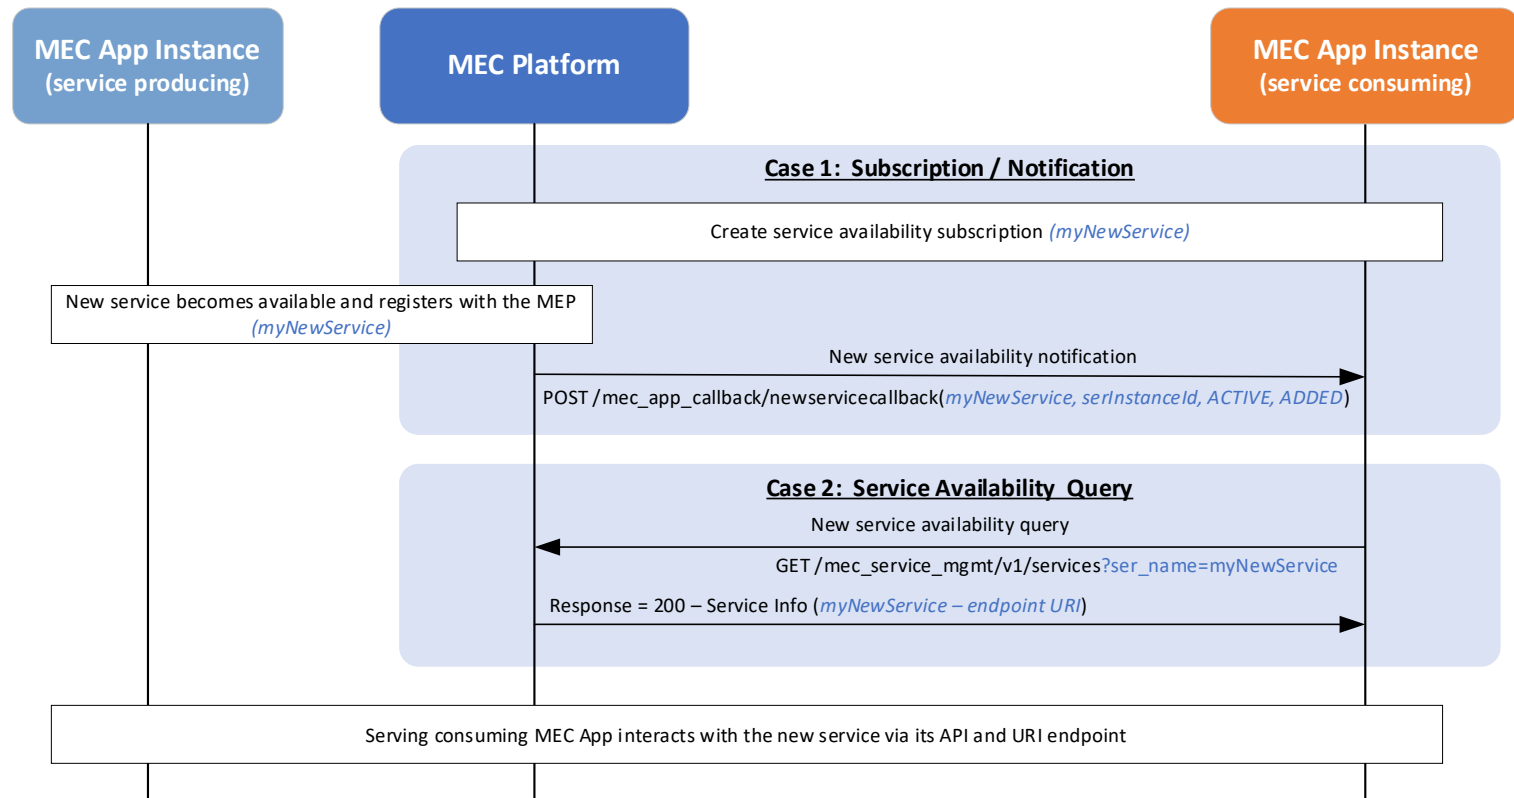 MEC App Instance
(service producing)
MEC Platform
MEC App Instance
(service consuming)
Case 1: Subscription / Notification
Create service availability subscription (myNewService)
New service becomes available and registers with the MEP
(myNewService)
New service availability notification
POST /mec_app_callback/newservicecallback(myNewService, serInstanceId, ACTIVE, ADDED)
Case 2: Service Availability Query
New service availability query
GET /mec_service_mgmt/v1/services?ser_name=myNewService
Response = 200 – Service Info (myNewService – endpoint URI)
Serving consuming MEC App interacts with the new service via its API and URI endpoint